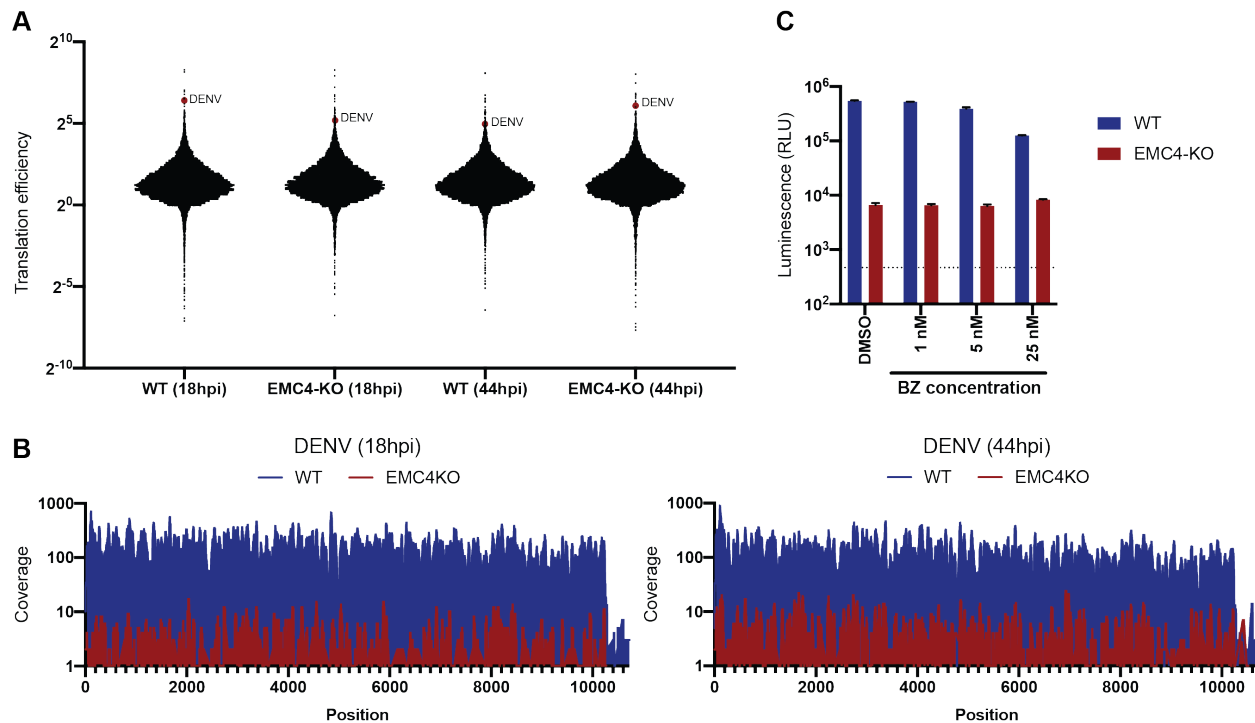 A
Translation efficiency
2^10
2^5
2^0
2^-5
2^-10
DENV
DENV
DENV
DENV
WT (18hpi)
EMC4-KO (18hpi)
WT (44hpi)
EMC4-KO (44hpi)
C
Luminescence (RLU)
10^6
10^5
10^4
10^3
10^2
DMSO
1 nM
5 nM
25 nM
BZ concentration
WT
EMC4-KO
B
DENV (18hpi)
WT EMC4KO
Coverage
1000
100
10
1
0 2000 4000 6000 8000 10000
Position
DENV (44hpi)
WT EMC4KO
Coverage
1000
100
10
1
0 2000 4000 6000 8000 10000
Position